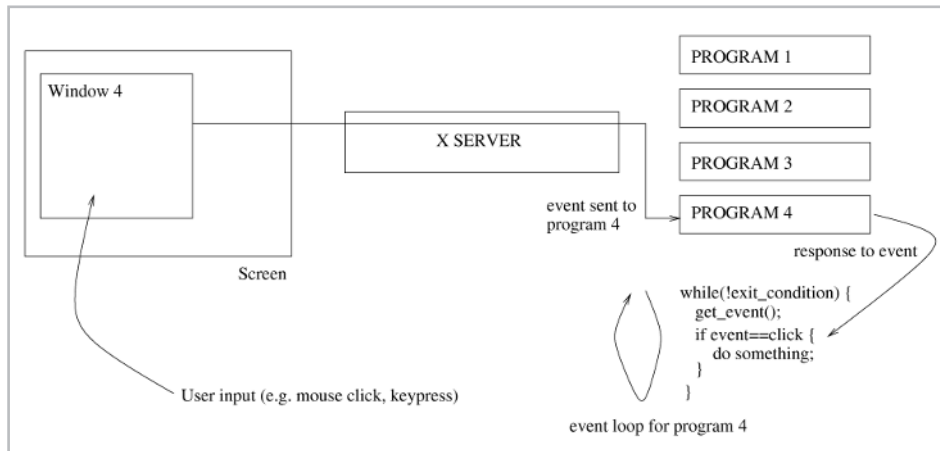 Window 4
Screen
User input (e.g. mouse click, keypress)
X SERVER
event sent to
program 4
PROGRAM 1
PROGRAM 2
PROGRAM 3
PROGRAM 4
response to event
while(!exit_condition) {
get_event();
if event==click {
do something;
}
}
event loop for program 4